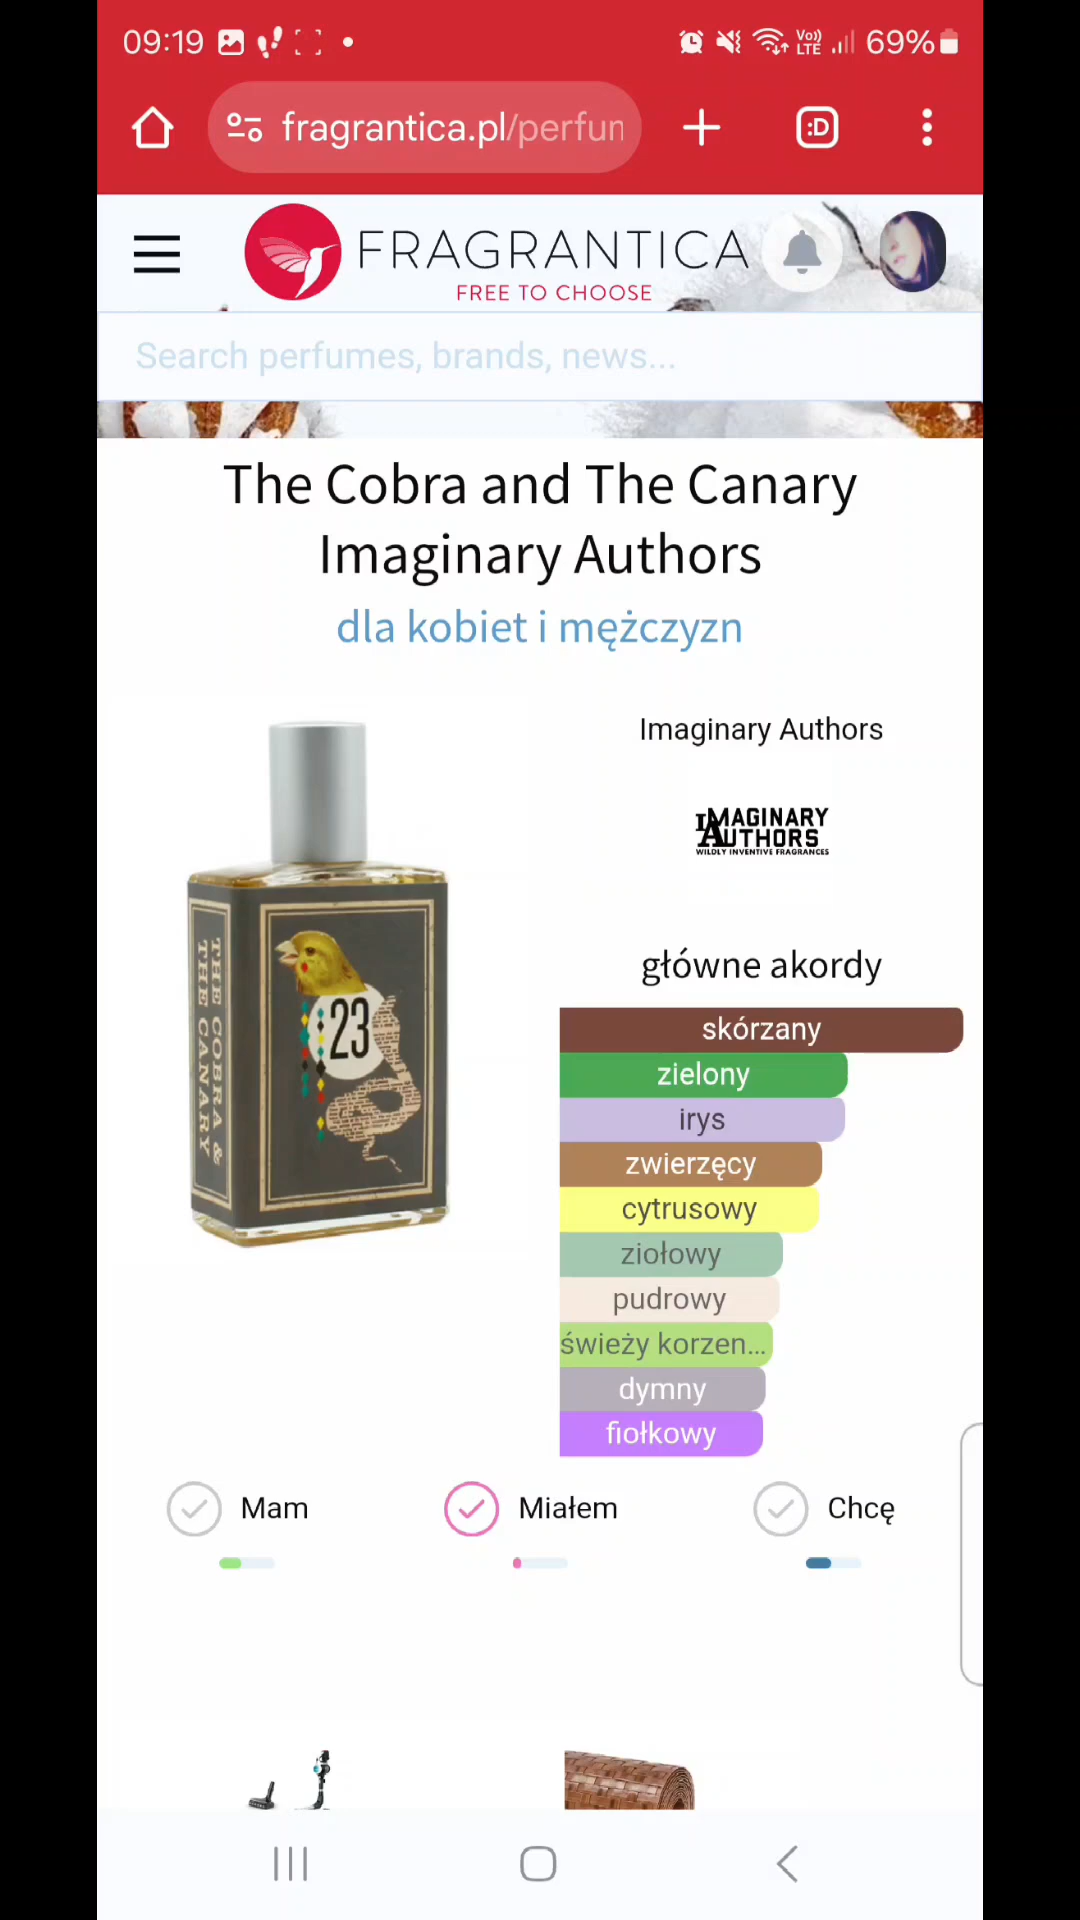 09:19
Vo))
LTE
69%
fragrantica.pl/perfun
:D
FRAGRANTICA
FREE TO CHOOSE
Search perfumes, brands, news...
The Cobra and The Canary
Imaginary Authors
dla kobiet i mężczyzn
THE COBRA &
THE CANARY
23
Imaginary Authors
IMAGINARY
AUTHORS
WILDLY INVENTIVE FRAGRANCES
główne akordy
skórzany
zielony
irys
zwierzęcy
cytrusowy
ziołowy
pudrowy
świeży korzen...
dymny
fiołkowy
Mam
Miałem
Chcę